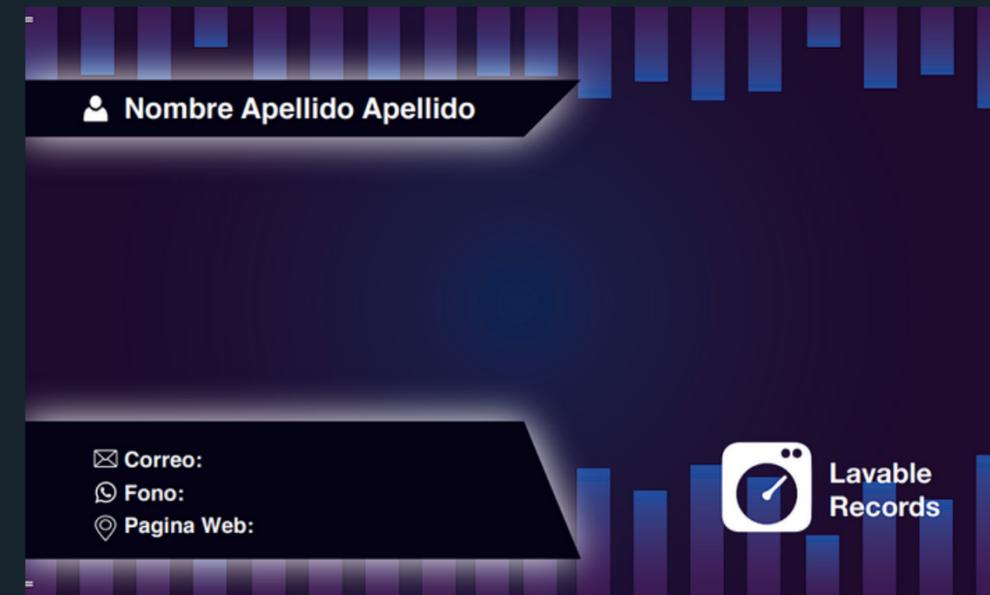 Nombre Apellido Apellido
Correo:
Fono:
Pagina Web:
Lavable
Records